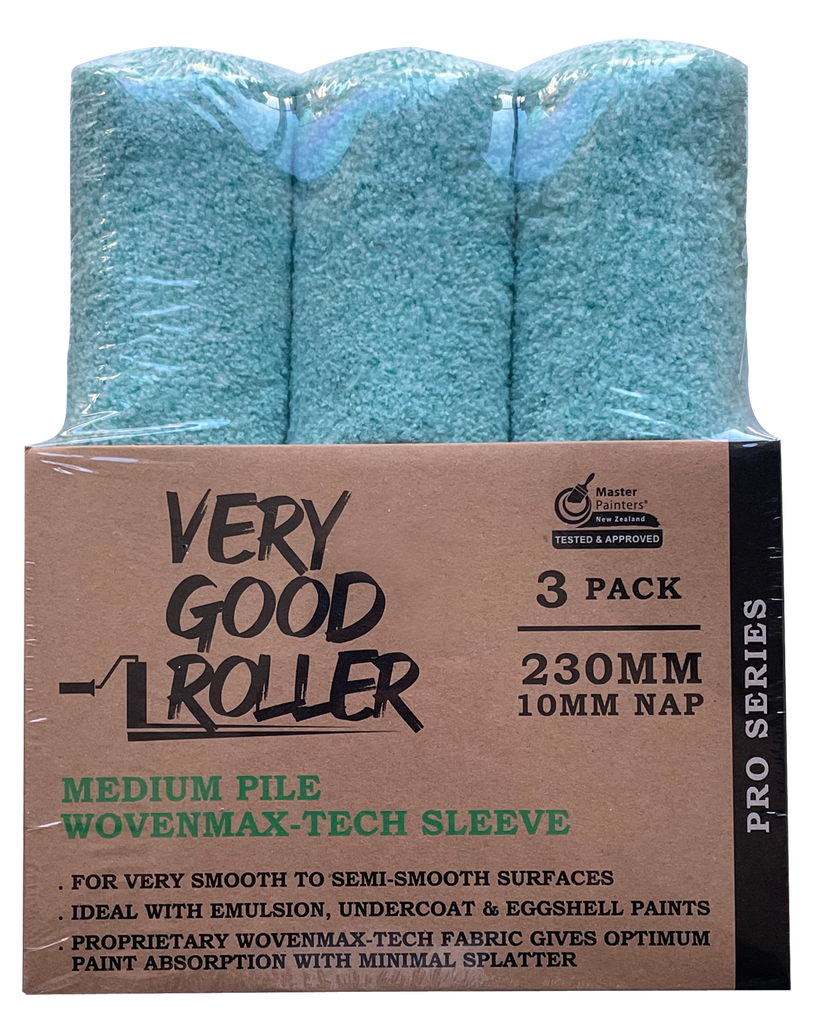 VERY
GOOD
ROLLER
Master
Painters®
New Zealand
TESTED & APPROVED
3 PACK
230MM
10MM NAP
PRO SERIES
MEDIUM PILE
WOVENMAX-TECH SLEEVE
. FOR VERY SMOOTH TO SEMI-SMOOTH SURFACES
. IDEAL WITH EMULSION, UNDERCOAT & EGGSHELL PAINTS
. PROPRIETARY WOVENMAX-TECH FABRIC GIVES OPTIMUM
PAINT ABSORPTION WITH MINIMAL SPLATTER